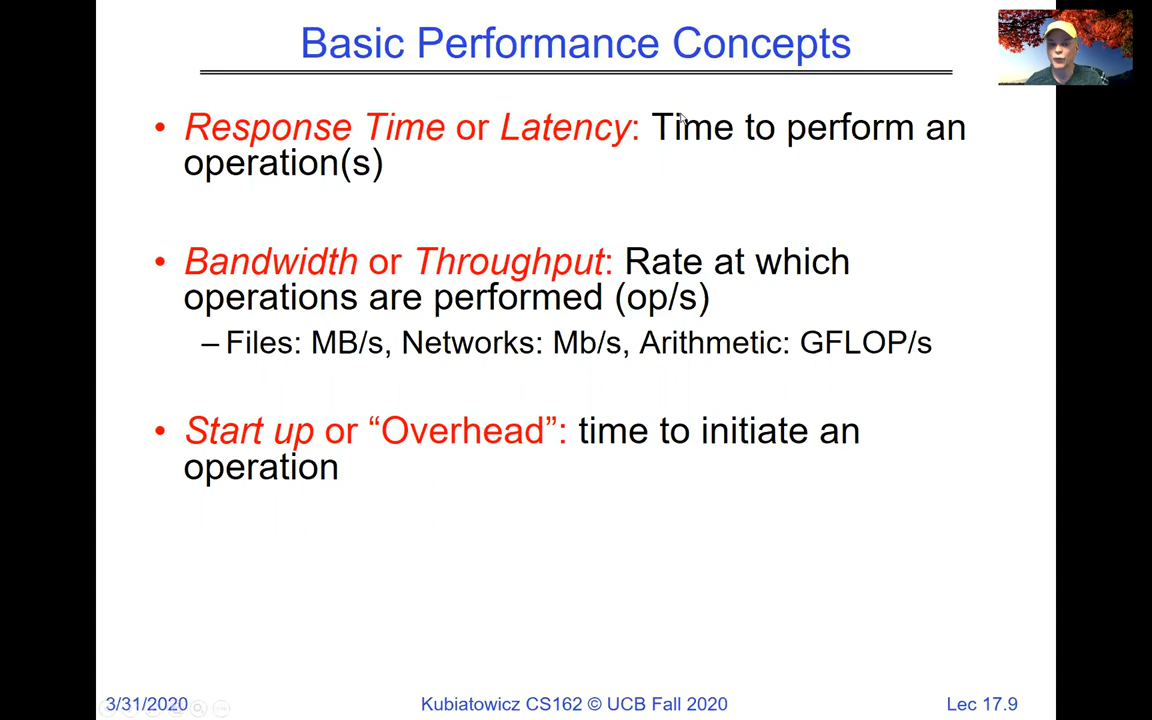 Basic Performance Concepts
• Response Time or Latency: Time to perform an
operation(s)
• Bandwidth or Throughput: Rate at which
operations are performed (op/s)
– Files: MB/s, Networks: Mb/s, Arithmetic: GFLOP/s
• Start up or “Overhead”: time to initiate an
operation
3/31/2020
Kubiatowicz CS162 © UCB Fall 2020
Lec 17.9